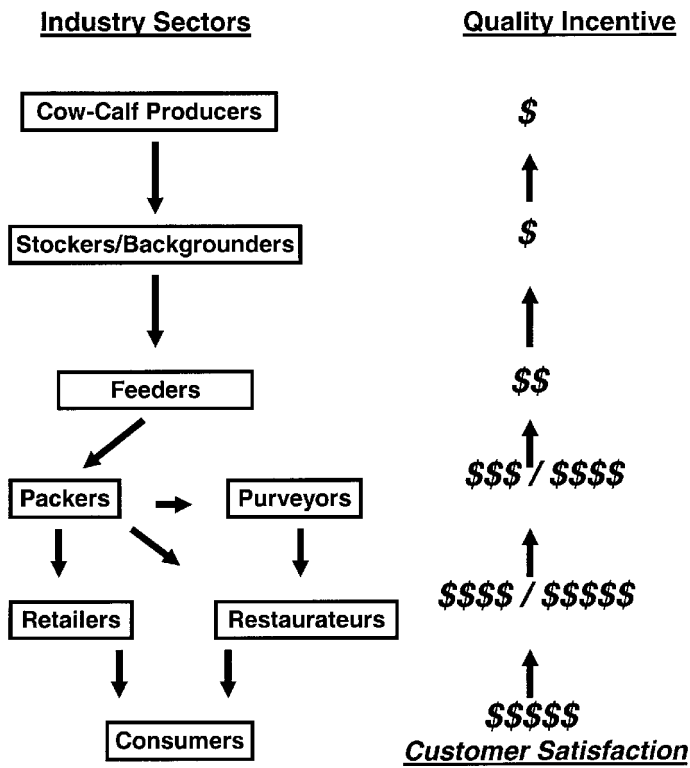 Industry Sectors
Quality Incentive
Cow-Calf Producers
$
Stockers/Backgrounders
$
Feeders
$$
Packers
Purveyors
$$$ / $$$$
Retailers
Restaurateurs
$$$$ / $$$$$
Consumers
$$$$$
Customer Satisfaction